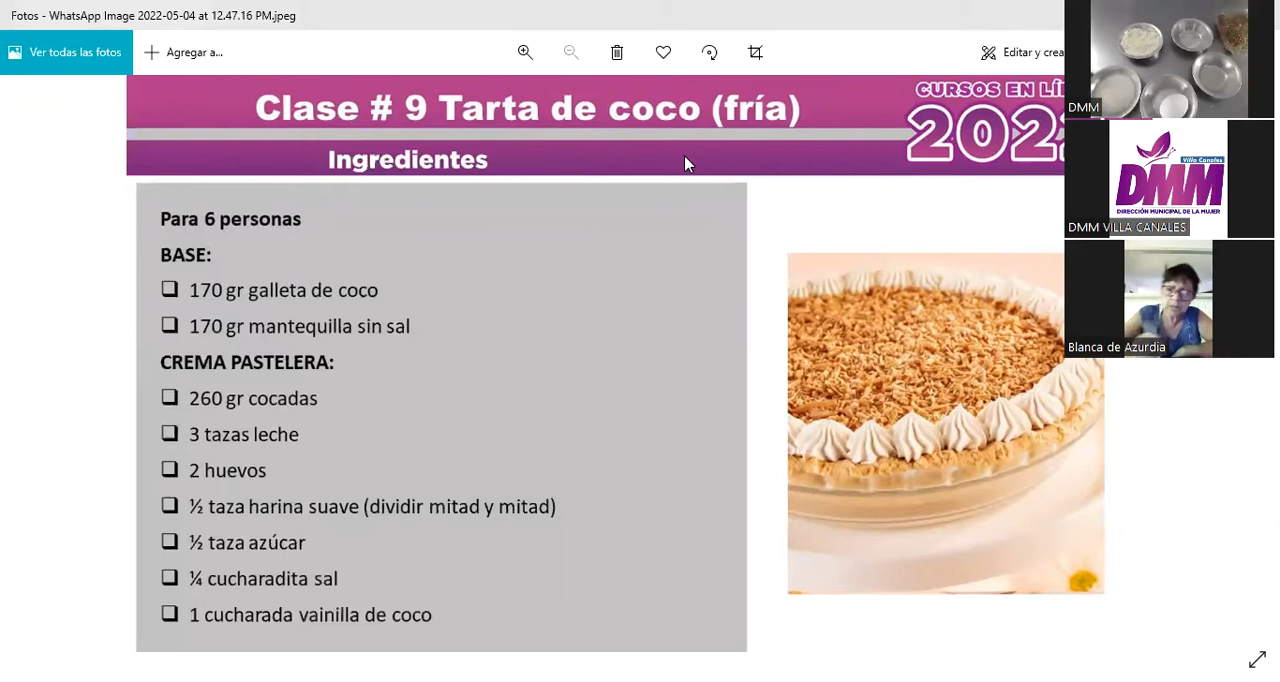 Fotos - WhatsApp Image 2022-05-04 at 12.47.16 PM.jpeg
Ver todas las fotos
Agregar a...
Editar y crea
Clase # 9 Tarta de coco (fría)
Ingredientes
CURSOS EN LÍ
202
Para 6 personas
BASE:
170 gr galleta de coco
170 gr mantequilla sin sal
CREMA PASTELERA:
260 gr cocadas
3 tazas leche
2 huevos
½ taza harina suave (dividir mitad y mitad)
½ taza azúcar
¼ cucharadita sal
1 cucharada vainilla de coco
DMM
Villa Canales
DMM
DIRECCIÓN MUNICIPAL DE LA MUJER
DMM VILLA CANALES
Blanca de Azurdia